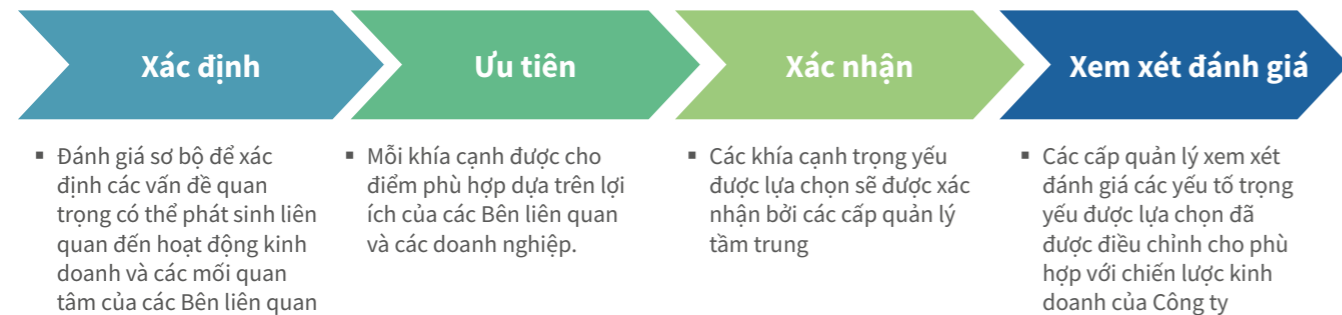 Xác định
▪ Đánh giá sơ bộ để xác
định các vấn đề quan
trọng có thể phát sinh liên
quan đến hoạt động kinh
doanh và các mối quan
tâm của các Bên liên quan
Ưu tiên
▪ Mỗi khía cạnh được cho
điểm phù hợp dựa trên lợi
ích của các Bên liên quan
và các doanh nghiệp.
Xác nhận
▪ Các khía cạnh trọng yếu
được lựa chọn sẽ được xác
nhận bởi các cấp quản lý
tầm trung
Xem xét đánh giá
▪ Các cấp quản lý xem xét
đánh giá các yếu tố trọng
yếu được lựa chọn đã
được điều chỉnh cho phù
hợp với chiến lược kinh
doanh của Công ty